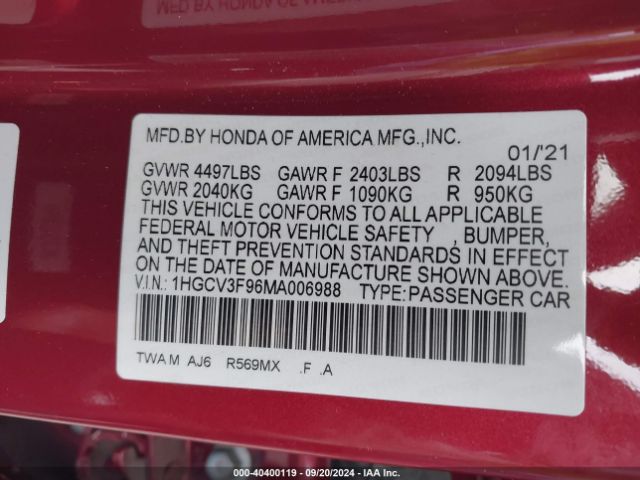 MFD.BY HONDA OF AMERICA MFG.,INC.
01/'21
GVWR 4497LBS GAWR F 2403LBS R 2094LBS
GVWR 2040KG GAWR F 1090KG R 950KG
THIS VEHICLE CONFORMS TO ALL APPLICABLE
FEDERAL MOTOR VEHICLE SAFETY , BUMPER,
AND THEFT PREVENTION STANDARDS IN EFFECT
ON THE DATE OF MANUFACTURE SHOWN ABOVE.
V.I.N.: 1HGCV3F96MA006988 TYPE:PASSENGER CAR
TWA M AJ6 R569MX .F .A
000-40400119 - 09/20/2024 - IAA Inc.